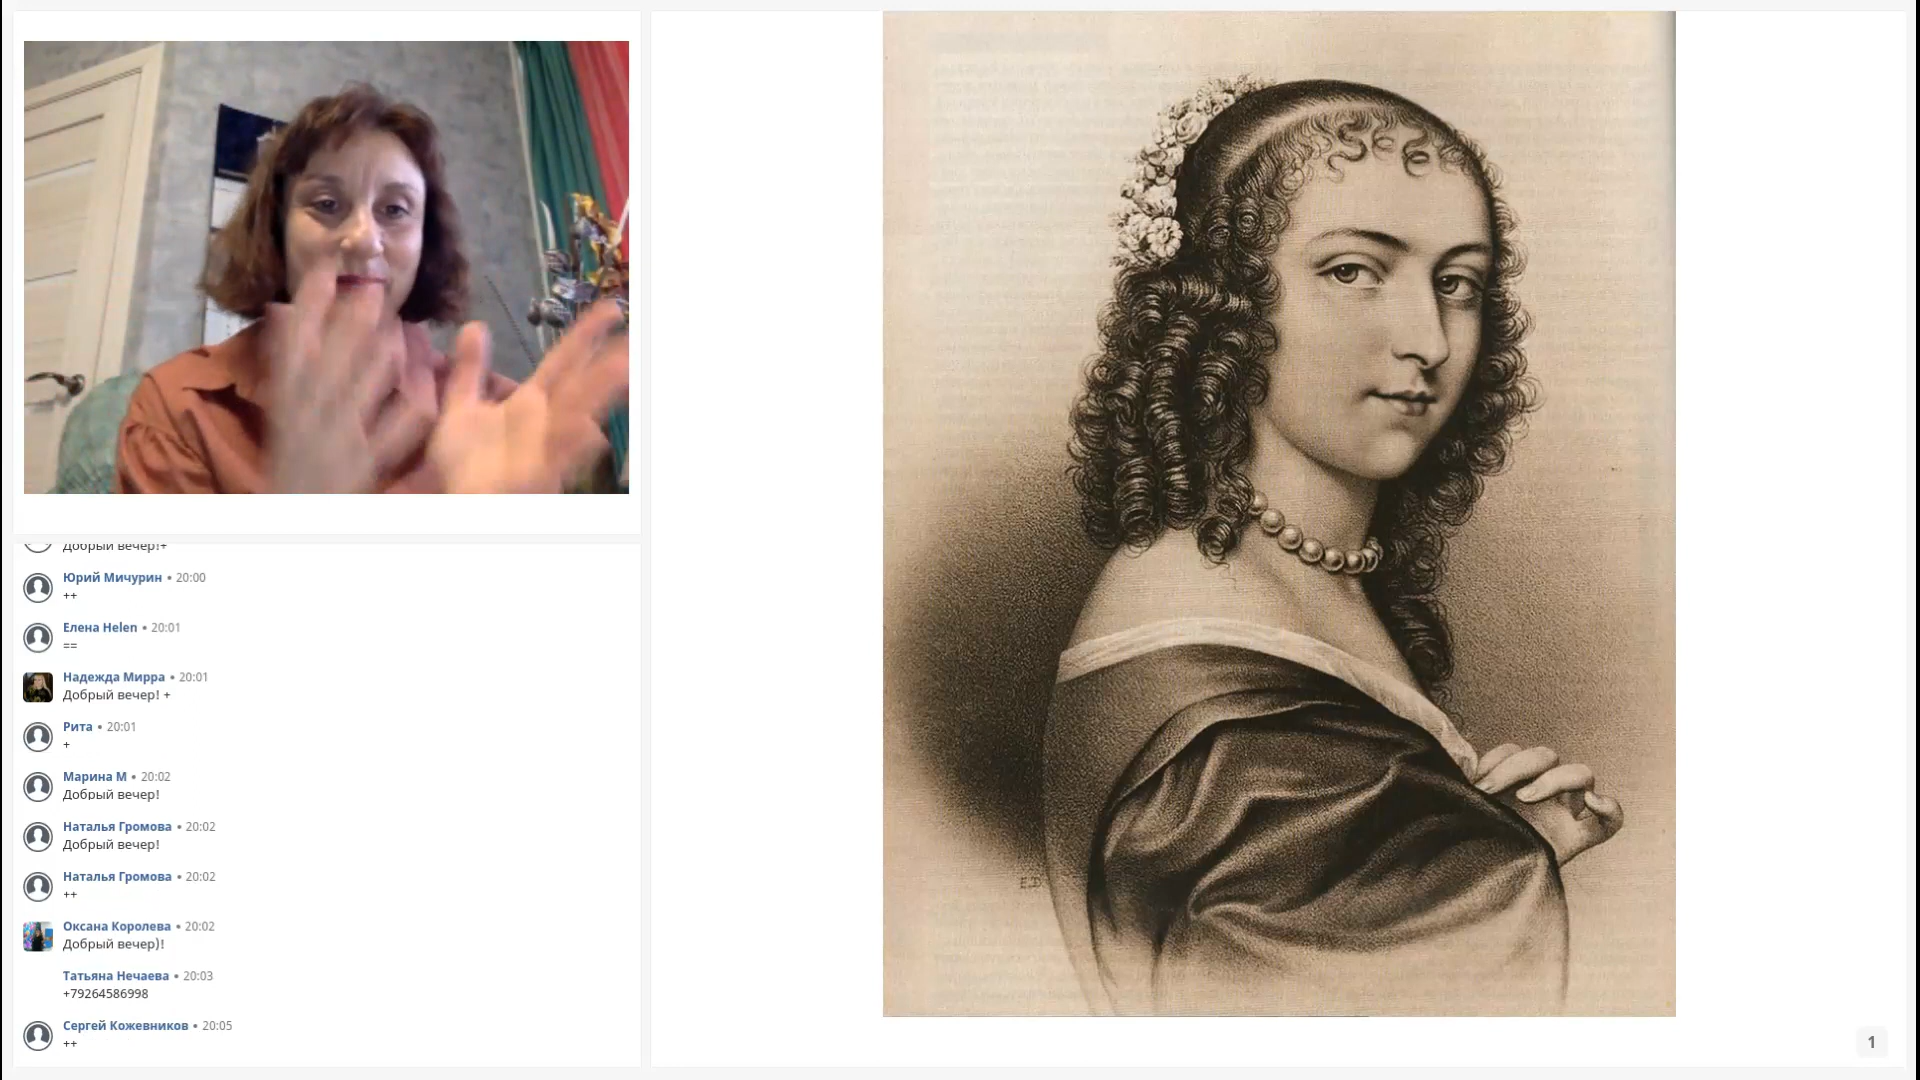 Добрый вечер!+
Юрий Мичурин • 20:00
++
Елена Helen • 20:01
==
Надежда Мирра • 20:01
Добрый вечер! +
Рита • 20:01
+
Марина М • 20:02
Добрый вечер!
Наталья Громова • 20:02
Добрый вечер!
Наталья Громова • 20:02
++
Оксана Королева • 20:02
Добрый вечер)!
Татьяна Нечаева • 20:03
+79264586998
Сергей Кожевников • 20:05
++
E.D
1